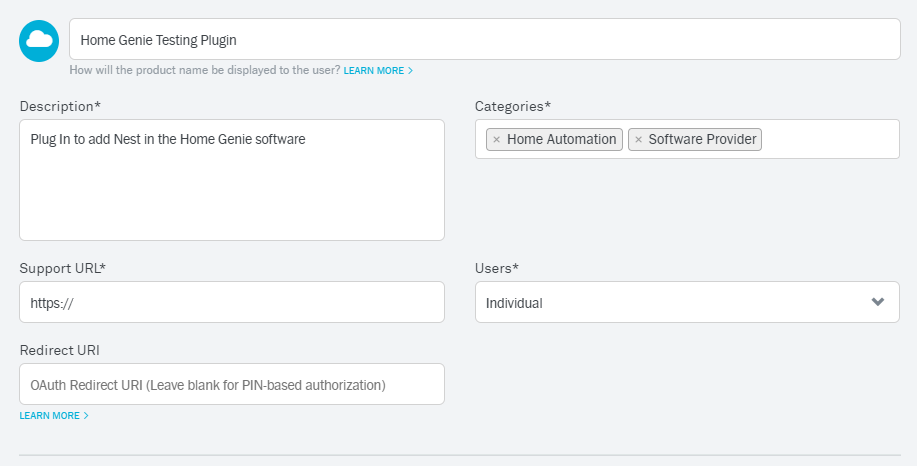 Home Genie Testing Plugin
How will the product name be displayed to the user? LEARN MORE >
Description*
Plug In to add Nest in the Home Genie software
Categories*
× Home Automation × Software Provider
Support URL*
https://
Users*
Individual
Redirect URI
OAuth Redirect URI (Leave blank for PIN-based authorization)
LEARN MORE >